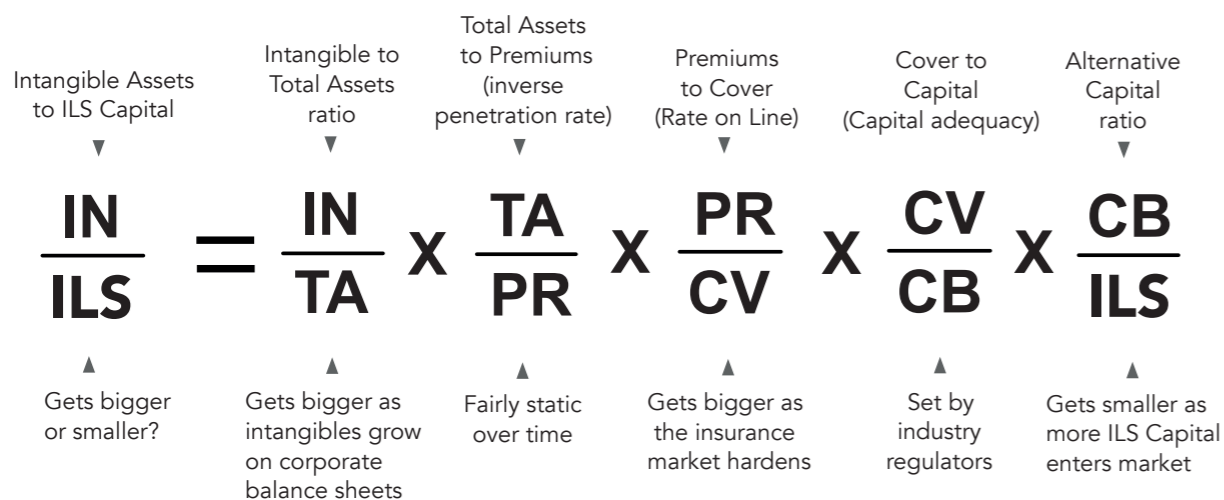 Intangible Assets
to ILS Capital
Intangible to
Total Assets
ratio
Total Assets
to Premiums
(inverse
penetration rate)
Premiums
to Cover
(Rate on Line)
Cover to
Capital
(Capital adequacy)
Alternative
Capital
ratio
IN
ILS
=
IN
TA
X
TA
PR
X
PR
CV
X
CV
CB
X
CB
ILS
Gets bigger
or smaller?
Gets bigger as
intangibles grow
on corporate
balance sheets
Fairly static
over time
Gets bigger as
the insurance
market hardens
Set by
industry
regulators
Gets smaller as
more ILS Capital
enters market